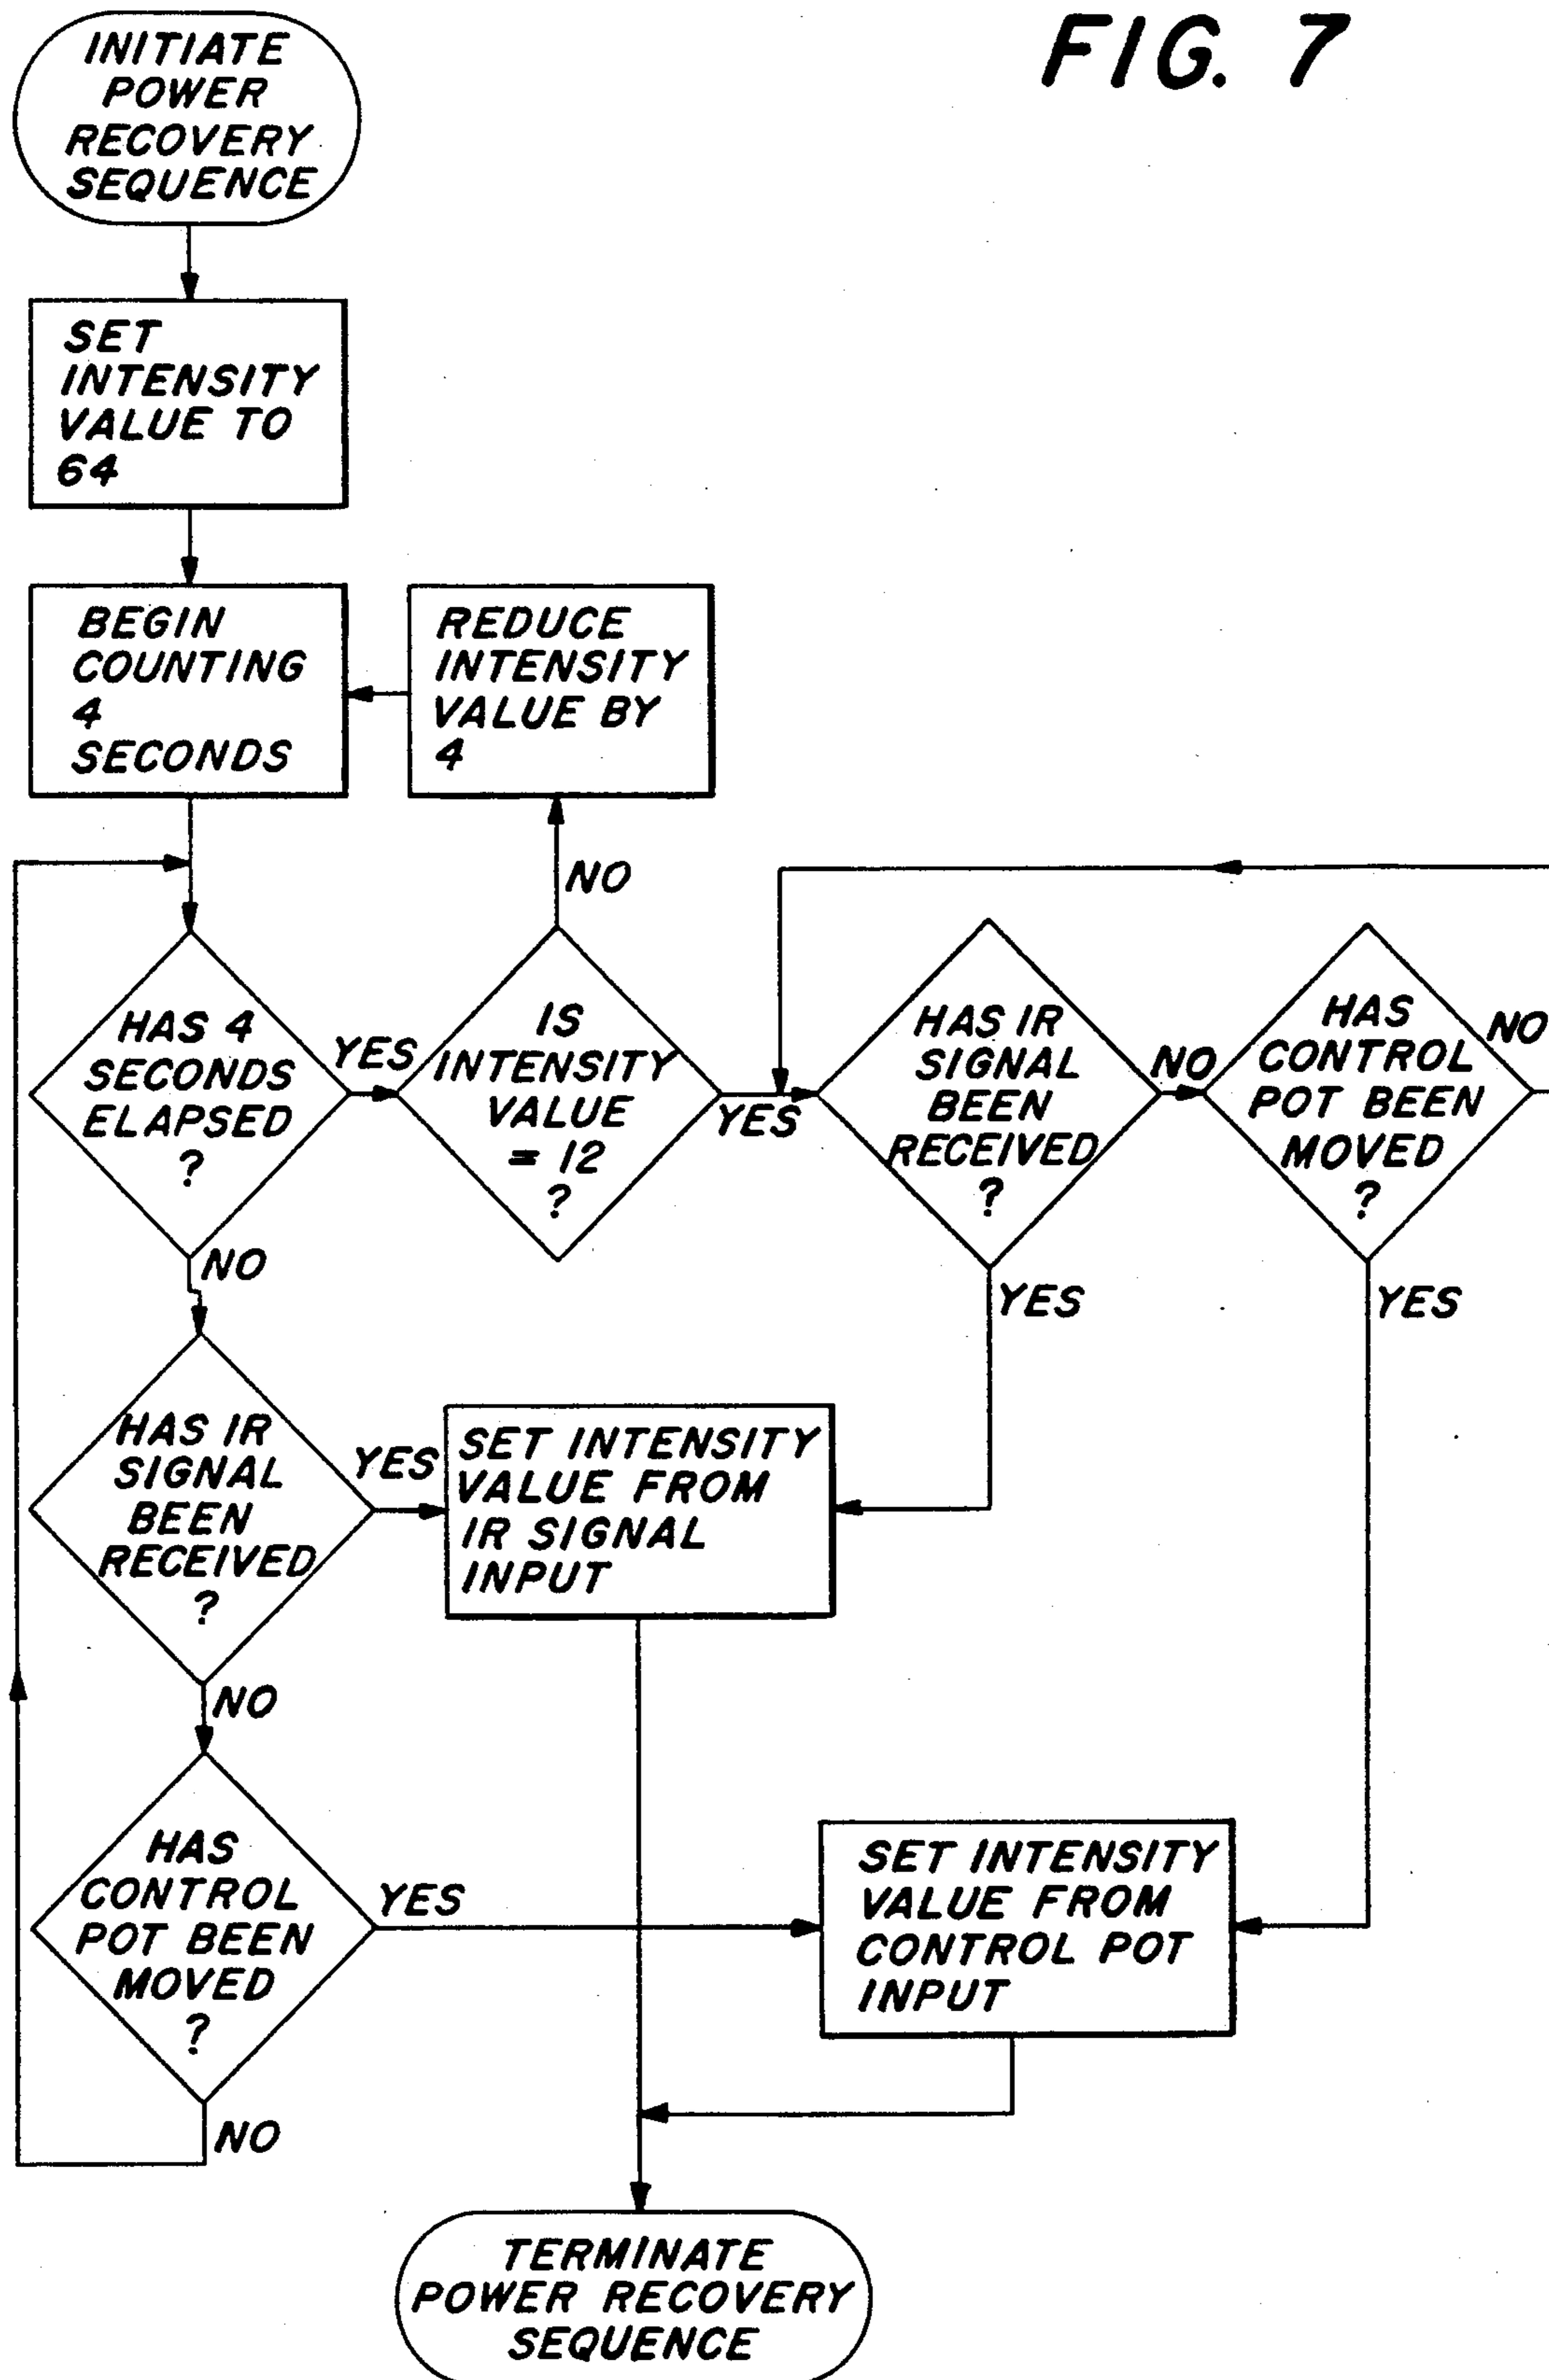 FIG. 7
INITIATE
POWER
RECOVERY
SEQUENCE
SET
INTENSITY
VALUE TO
64
BEGIN
COUNTING
4
SECONDS
REDUCE
INTENSITY
VALUE BY
4
NO
HAS 4
SECONDS
ELAPSED
?
YES
IS
INTENSITY
VALUE
= 12
?
YES
HAS IR
SIGNAL
BEEN
RECEIVED
?
NO
HAS
CONTROL
POT BEEN
MOVED
?
NO
NO
YES
YES
HAS IR
SIGNAL
BEEN
RECEIVED
?
YES
SET INTENSITY
VALUE FROM
IR SIGNAL
INPUT
NO
HAS
CONTROL
POT BEEN
MOVED
?
YES
SET INTENSITY
VALUE FROM
CONTROL POT
INPUT
NO
TERMINATE
POWER RECOVERY
SEQUENCE